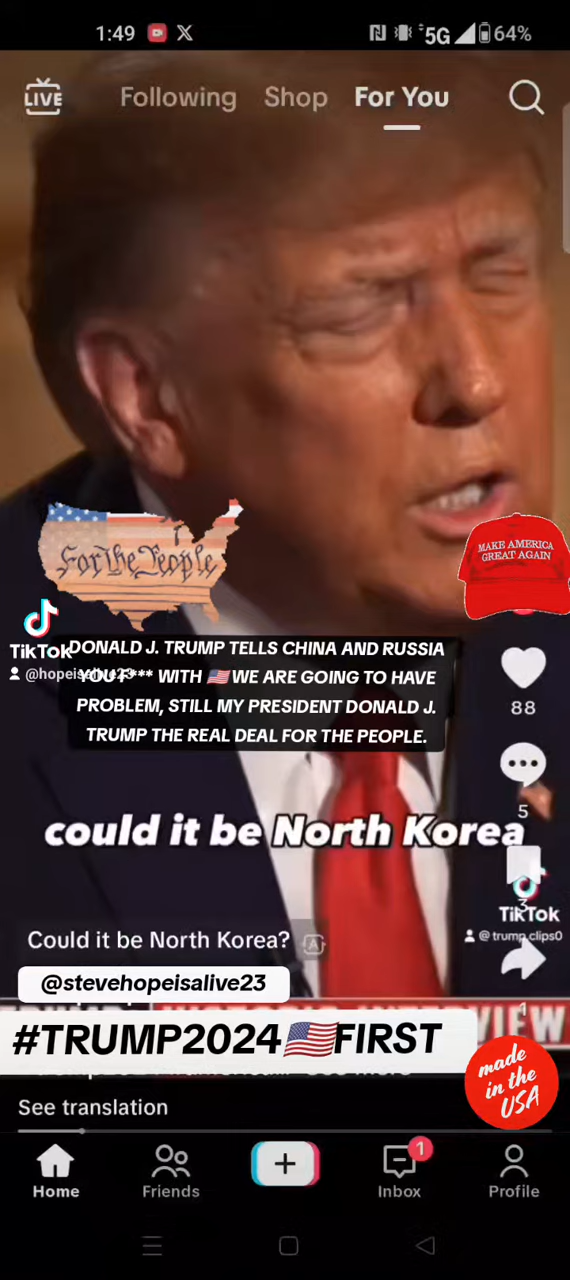 1:49
5G
64%
LIVE
Following
Shop
For You
For the People
MAKE AMERICA
GREAT AGAIN
TikTok
DONALD J. TRUMP TELLS CHINA AND RUSSIA
YOU F*** WITH 🇺🇸WE ARE GOING TO HAVE
PROBLEM, STILL MY PRESIDENT DONALD J.
TRUMP THE REAL DEAL FOR THE PEOPLE.
88
5
could it be North Korea
3
TikTok
@trump.clips0
Could it be North Korea?
@stevehopeisalive23
1
#TRUMP2024🇺🇸FIRST
made
in the
USA
See translation
1
Home
Friends
Inbox
Profile